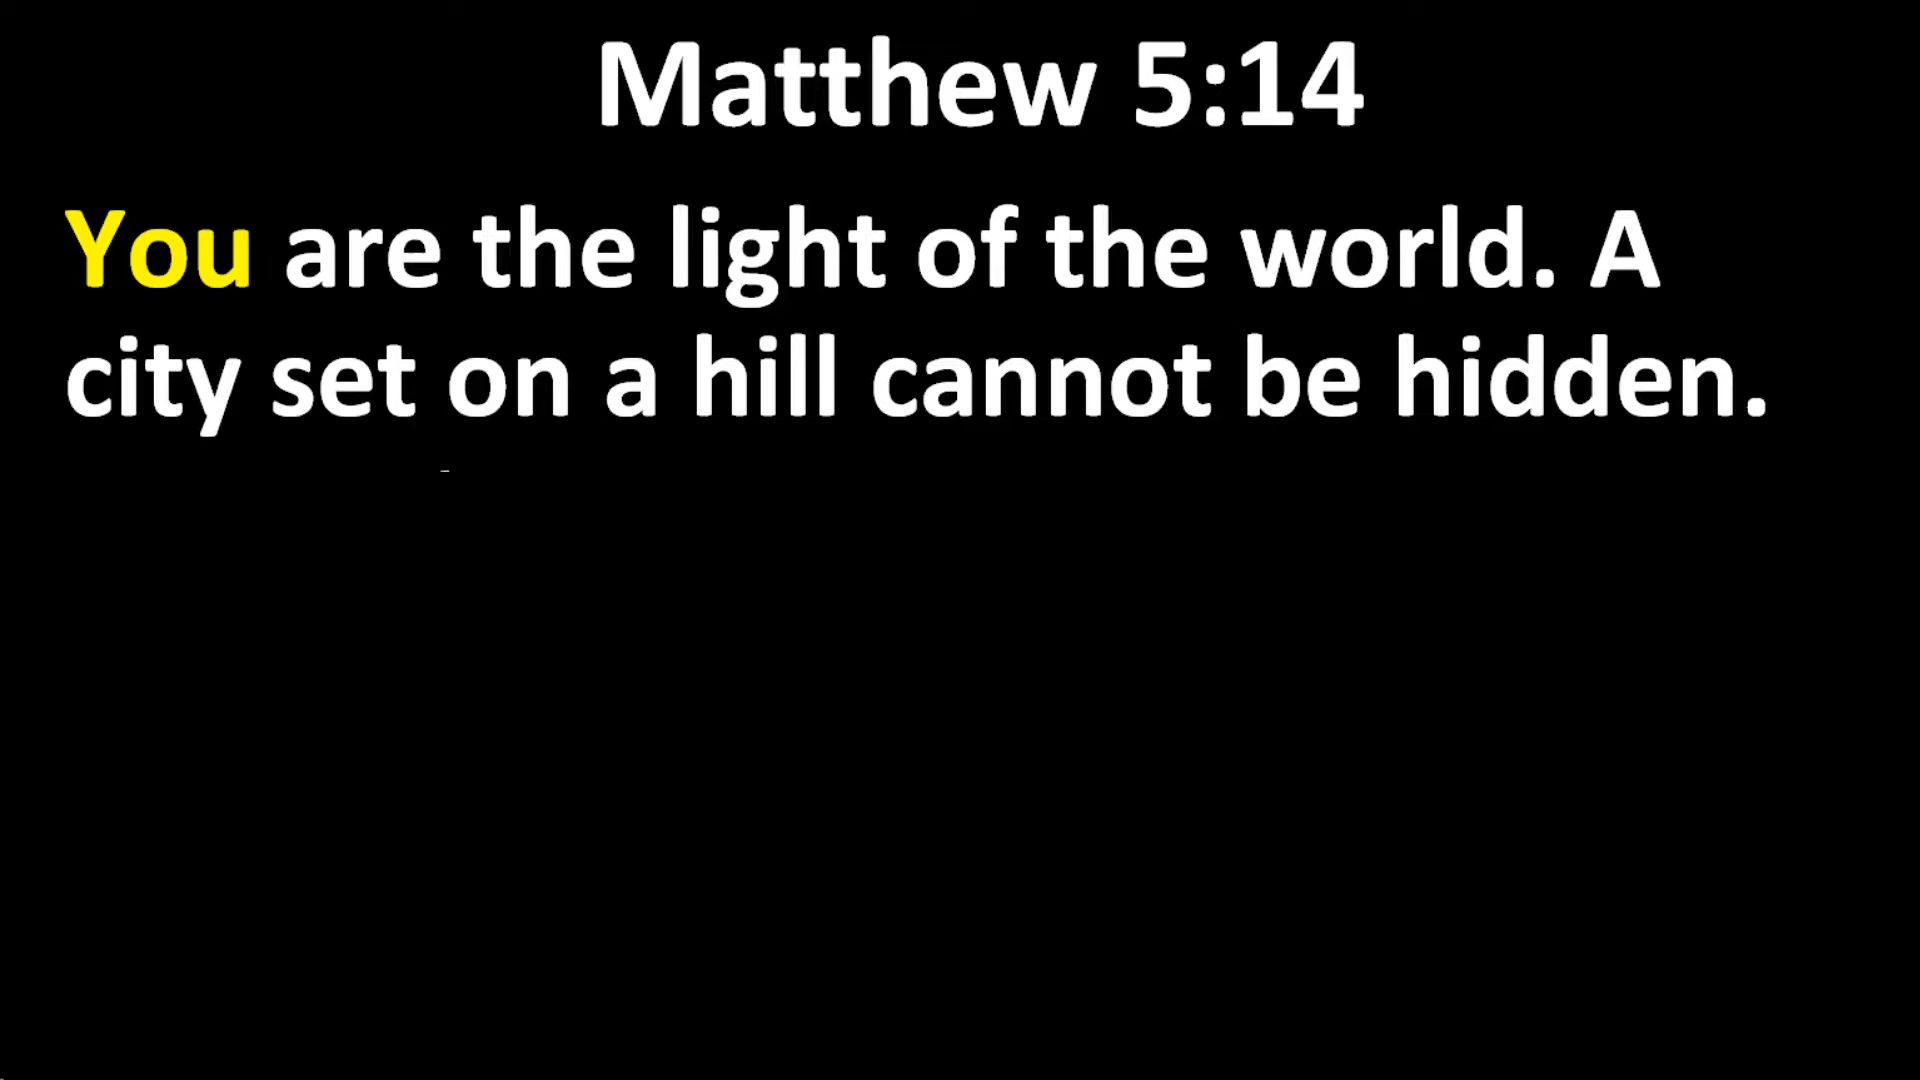 Matthew 5:14
You are the light of the world. A
city set on a hill cannot be hidden.